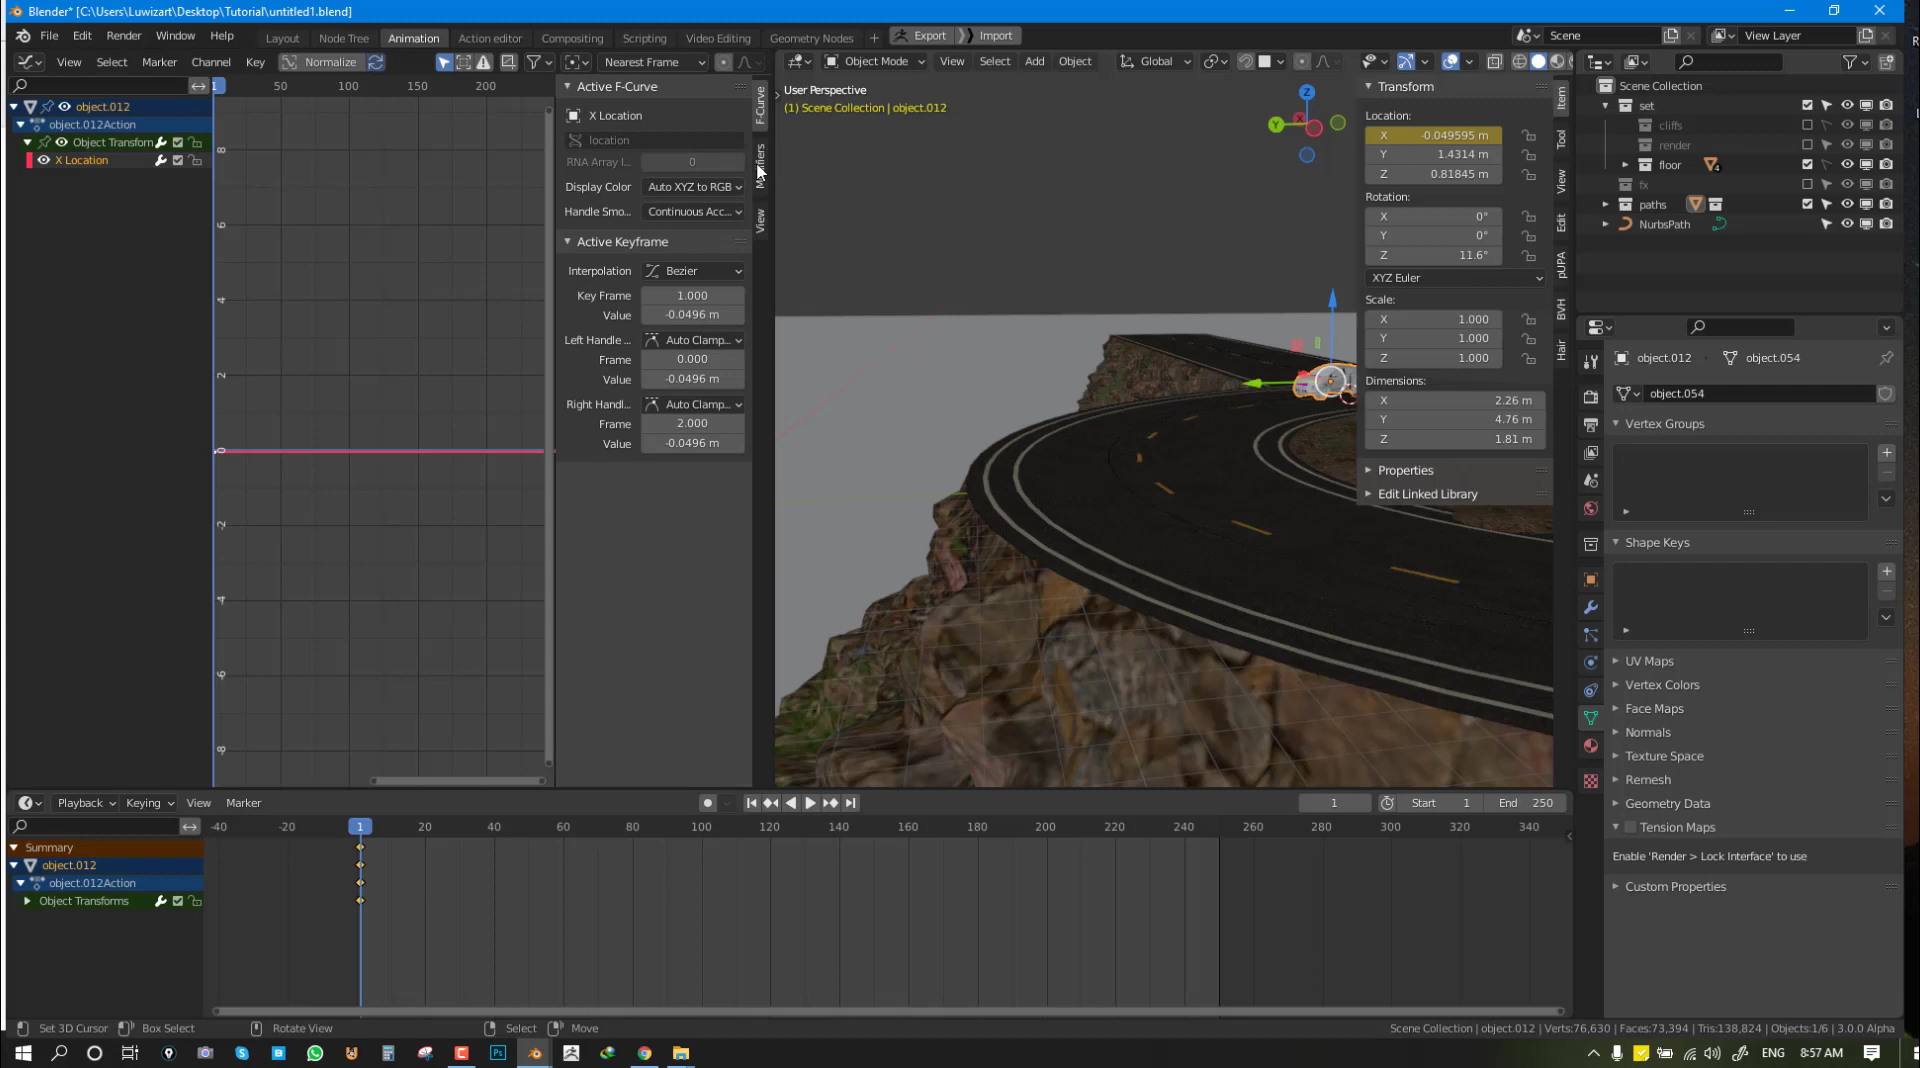 Blender* [C:\Users\Luwizart\Desktop\Tutorial\untitled1.blend]
File Edit Render Window Help Layout Node Tree Animation Action editor Compositing Scripting Video Editing Geometry Nodes + Export Import Scene View Layer
View Select Marker Channel Key Normalize Nearest Frame Object Mode View Select Add Object Global
1 50 100 150 200
object.012
object.012Action
Object Transform
X Location
8
6
4
2
0
-2
-4
-6
-8
Active F-Curve
X Location
location
RNA Array I... 0
Display Color Auto XYZ to RGB
Handle Smo... Continuous Acc...
Active Keyframe
Interpolation Bezier
Key Frame 1.000
Value -0.0496 m
Left Handle ... Auto Clamp...
Frame 0.000
Value -0.0496 m
Right Handl... Auto Clamp...
Frame 2.000
Value -0.0496 m
F-Curve
View
User Perspective
(1) Scene Collection | object.012
Z
Y
X
Transform
Location:
X -0.049595 m
Y 1.4314 m
Z 0.81845 m
Rotation:
X 0°
Y 0°
Z 11.6°
XYZ Euler
Scale:
X 1.000
Y 1.000
Z 1.000
Dimensions:
X 2.26 m
Y 4.76 m
Z 1.81 m
Properties
Edit Linked Library
Item
Tool
View
Edit
pUPA
BVH
Hair
Scene Collection
set
cliffs
render
floor 4
fx
paths
NurbsPath
object.012 object.054
object.054
Vertex Groups
Shape Keys
UV Maps
Vertex Colors
Face Maps
Normals
Texture Space
Remesh
Geometry Data
Tension Maps
Enable 'Render > Lock Interface' to use
Custom Properties
Playback Keying View Marker 1 Start 1 End 250
-40 -20 1 20 40 60 80 100 120 140 160 180 200 220 240 260 280 300 320 340
Summary
object.012
object.012Action
Object Transforms
Set 3D Cursor Box Select Rotate View Select Move Scene Collection | object.012 | Verts:76,630 | Faces:73,394 | Tris:138,824 | Objects:1/6 | 3.0.0 Alpha
Ps ENG 8:57 AM